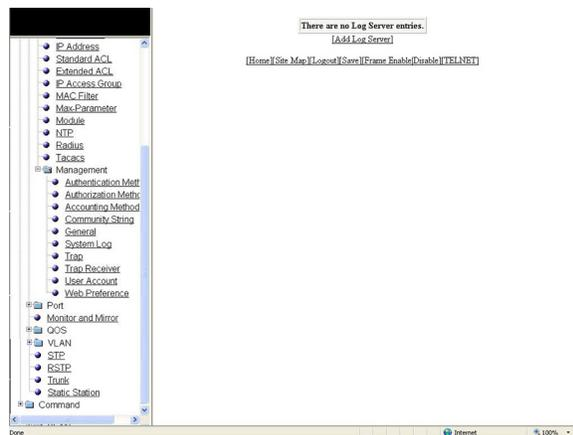 There are no Log Server entries.
[Add Log Server]
[Home][Site Map][Logout][Save][Frame Enable|Disable][TELNET]
IP Address
Standard ACL
Extended ACL
IP Access Group
MAC Filter
Max-Parameter
Module
NTP
Radius
Tacacs
Management
Authentication Meth
Authorization Metho
Accounting Method
Community String
General
System Log
Trap
Trap Receiver
User Account
Web Preference
Port
Monitor and Mirror
QOS
VLAN
STP
RSTP
Trunk
Static Station
Command
Done
Internet
100%